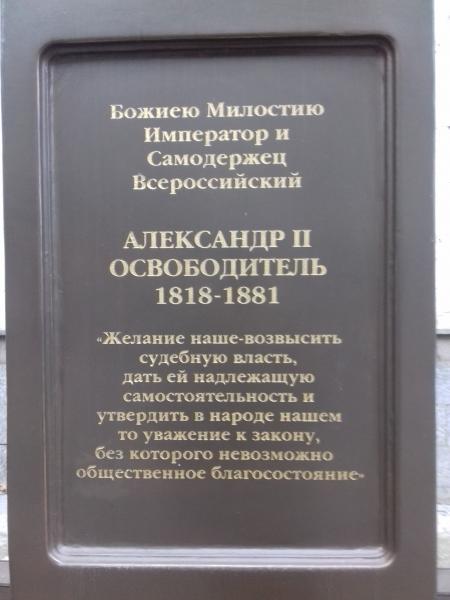 Божиею Милостию
Император и
Самодержец
Всероссийский
АЛЕКСАНДР II
ОСВОБОДИТЕЛЬ
1818-1881
«Желание наше-возвысить
судебную власть,
дать ей надлежащую
самостоятельность и
утвердить в народе нашем
то уважение к закону,
без которого невозможно
общественное благосостояние»